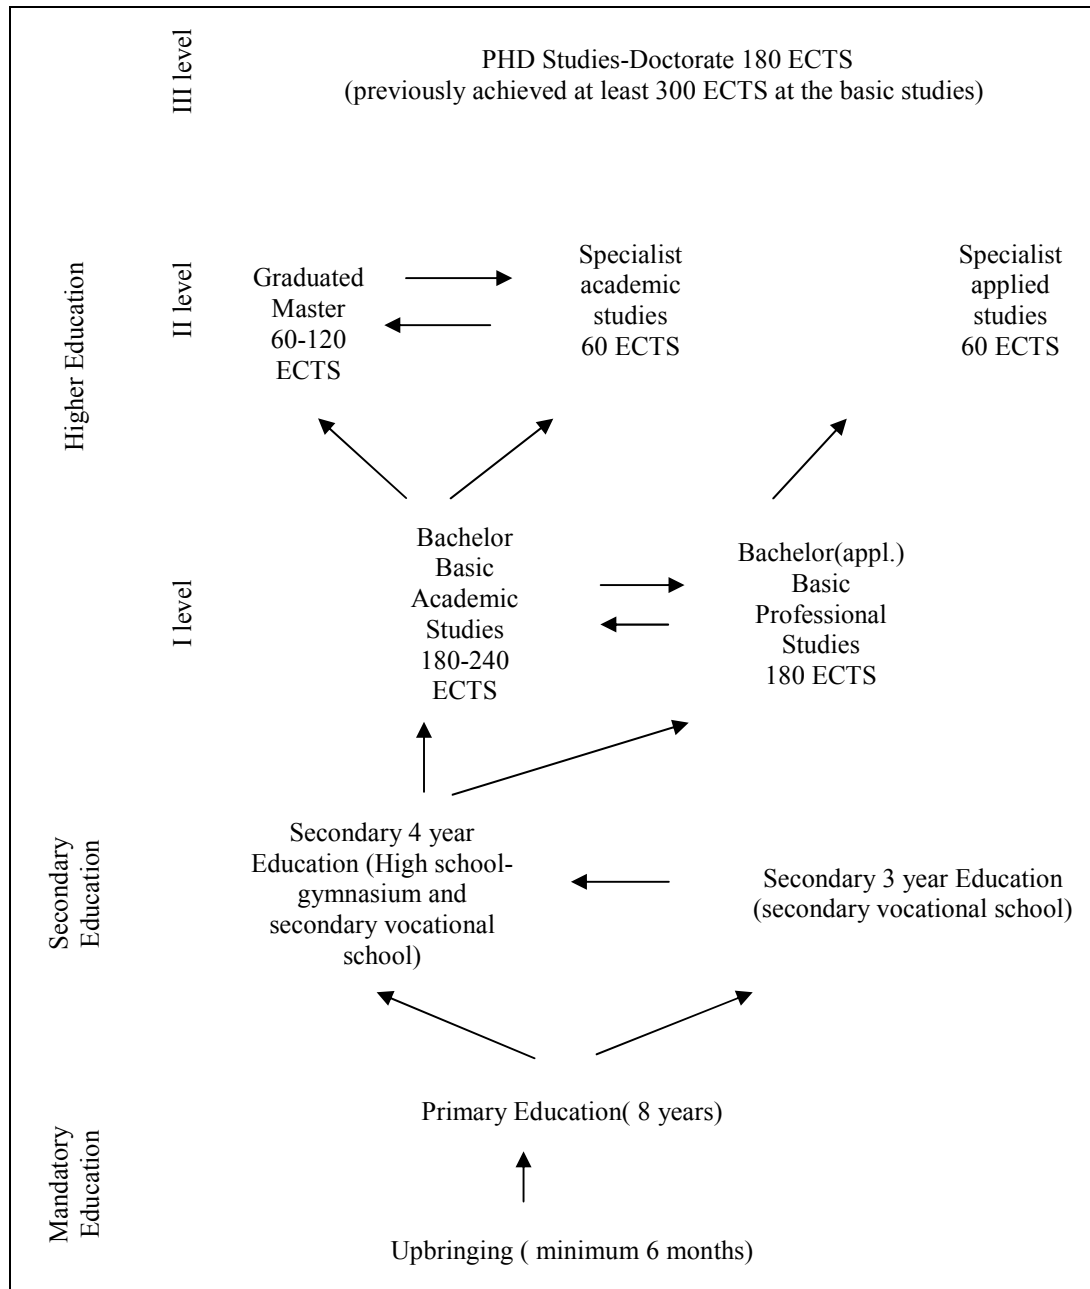 III level
PHD Studies-Doctorate 180 ECTS
(previously achieved at least 300 ECTS at the basic studies)
Higher Education
II level
Graduated
Master
60-120
ECTS
Specialist
academic
studies
60 ECTS
Specialist
applied
studies
60 ECTS
I level
Bachelor
Basic
Academic
Studies
180-240
ECTS
Bachelor(appl.)
Basic
Professional
Studies
180 ECTS
Secondary
Education
Secondary 4 year
Education (High school-
gymnasium and
secondary vocational
school)
Secondary 3 year Education
(secondary vocational school)
Mandatory
Education
Primary Education( 8 years)
Upbringing ( minimum 6 months)